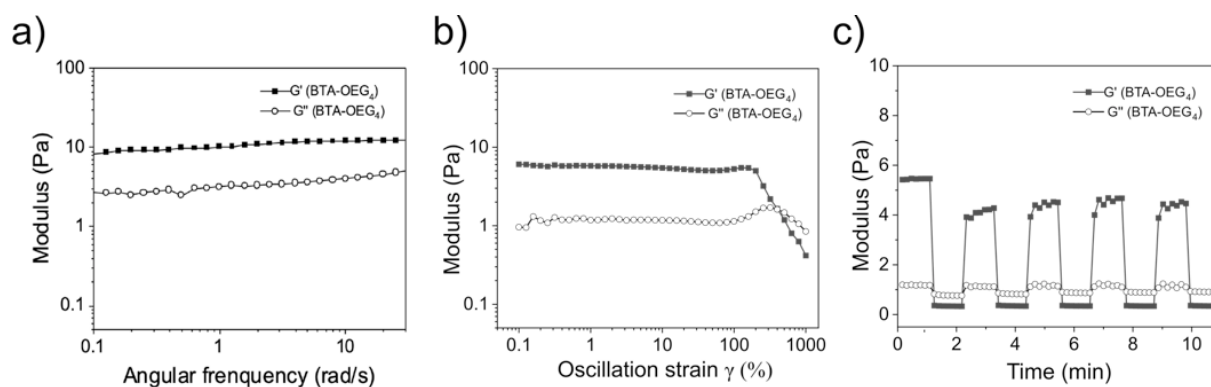 a)
100
10
1
0.1
Modulus (Pa)
G' (BTA-OEG₄)
G" (BTA-OEG₄)
0.1 1 10
Angular frenquency (rad/s)
b)
100
10
1
0.1
Modulus (Pa)
G' (BTA-OEG₄)
G" (BTA-OEG₄)
0.1 1 10 100 1000
Oscillation strain γ (%)
c)
10
8
6
4
2
0
Modulus (Pa)
G' (BTA-OEG₄)
G" (BTA-OEG₄)
0 2 4 6 8 10
Time (min)